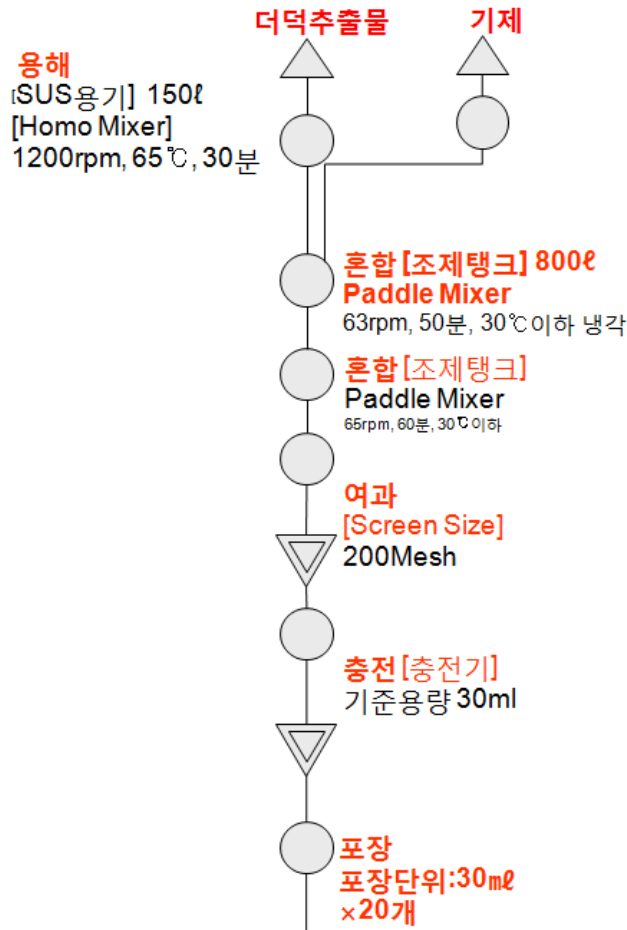 더덕추출물
기제
용해
[SUS용기] 150ℓ
[Homo Mixer]
1200rpm, 65℃, 30분
혼합 [조제탱크] 800ℓ
Paddle Mixer
63rpm, 50분, 30℃이하 냉각
혼합 [조제탱크]
Paddle Mixer
65rpm, 60분, 30℃이하
여과
[Screen Size]
200Mesh
충전 [충전기]
기준용량 30ml
포장
포장단위:30㎖
×20개